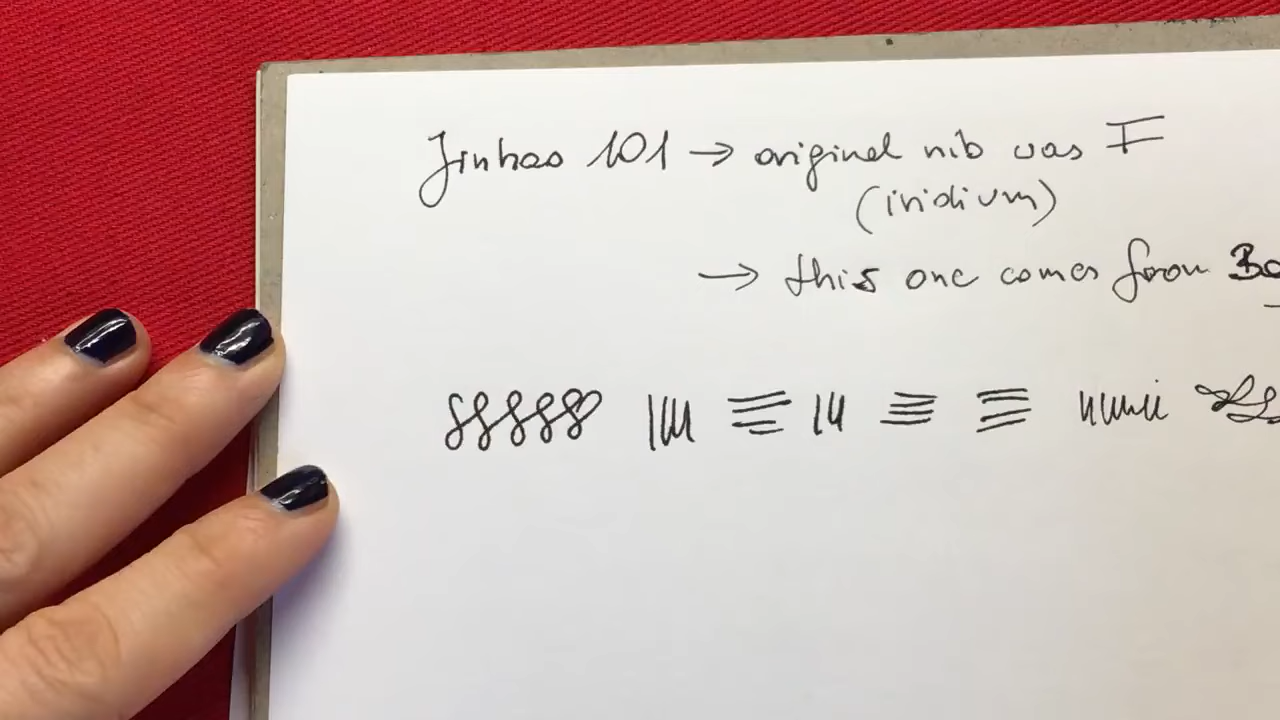 Jinhao 101 → original nib was F
(iridium)
→ this one comes from